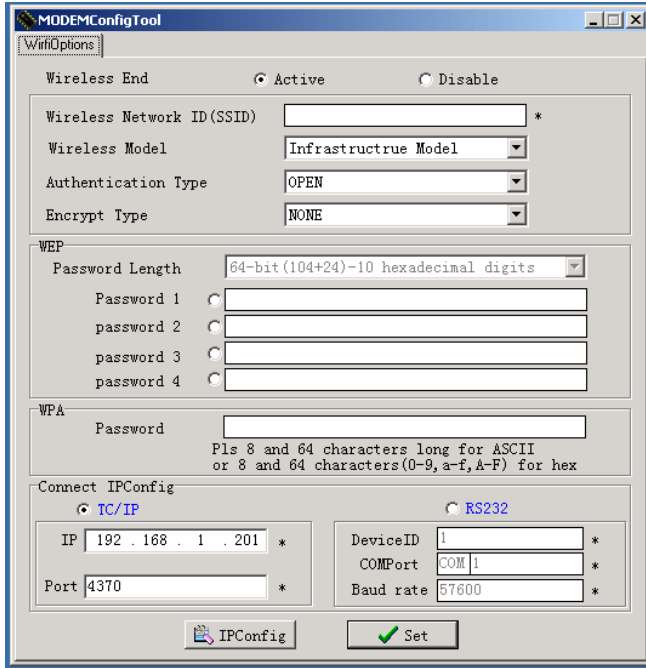 MODEMConfigTool
WirfiOptions
Wireless End Active Disable
Wireless Network ID(SSID) *
Wireless Model Infrastructrue Model
Authentication Type OPEN
Encrypt Type NONE
WEP
Password Length 64-bit(104+24)-10 hexadecimal digits
Password 1
password 2
password 3
password 4
WPA
Password
Pls 8 and 64 characters long for ASCII
or 8 and 64 characters(0-9,a-f,A-F) for hex
Connect IPConfig
TC/IP RS232
IP 192 . 168 . 1 . 201 * DeviceID 1 *
COMPort COM 1 *
Port 4370 * Baud rate 57600 *
IPConfig Set